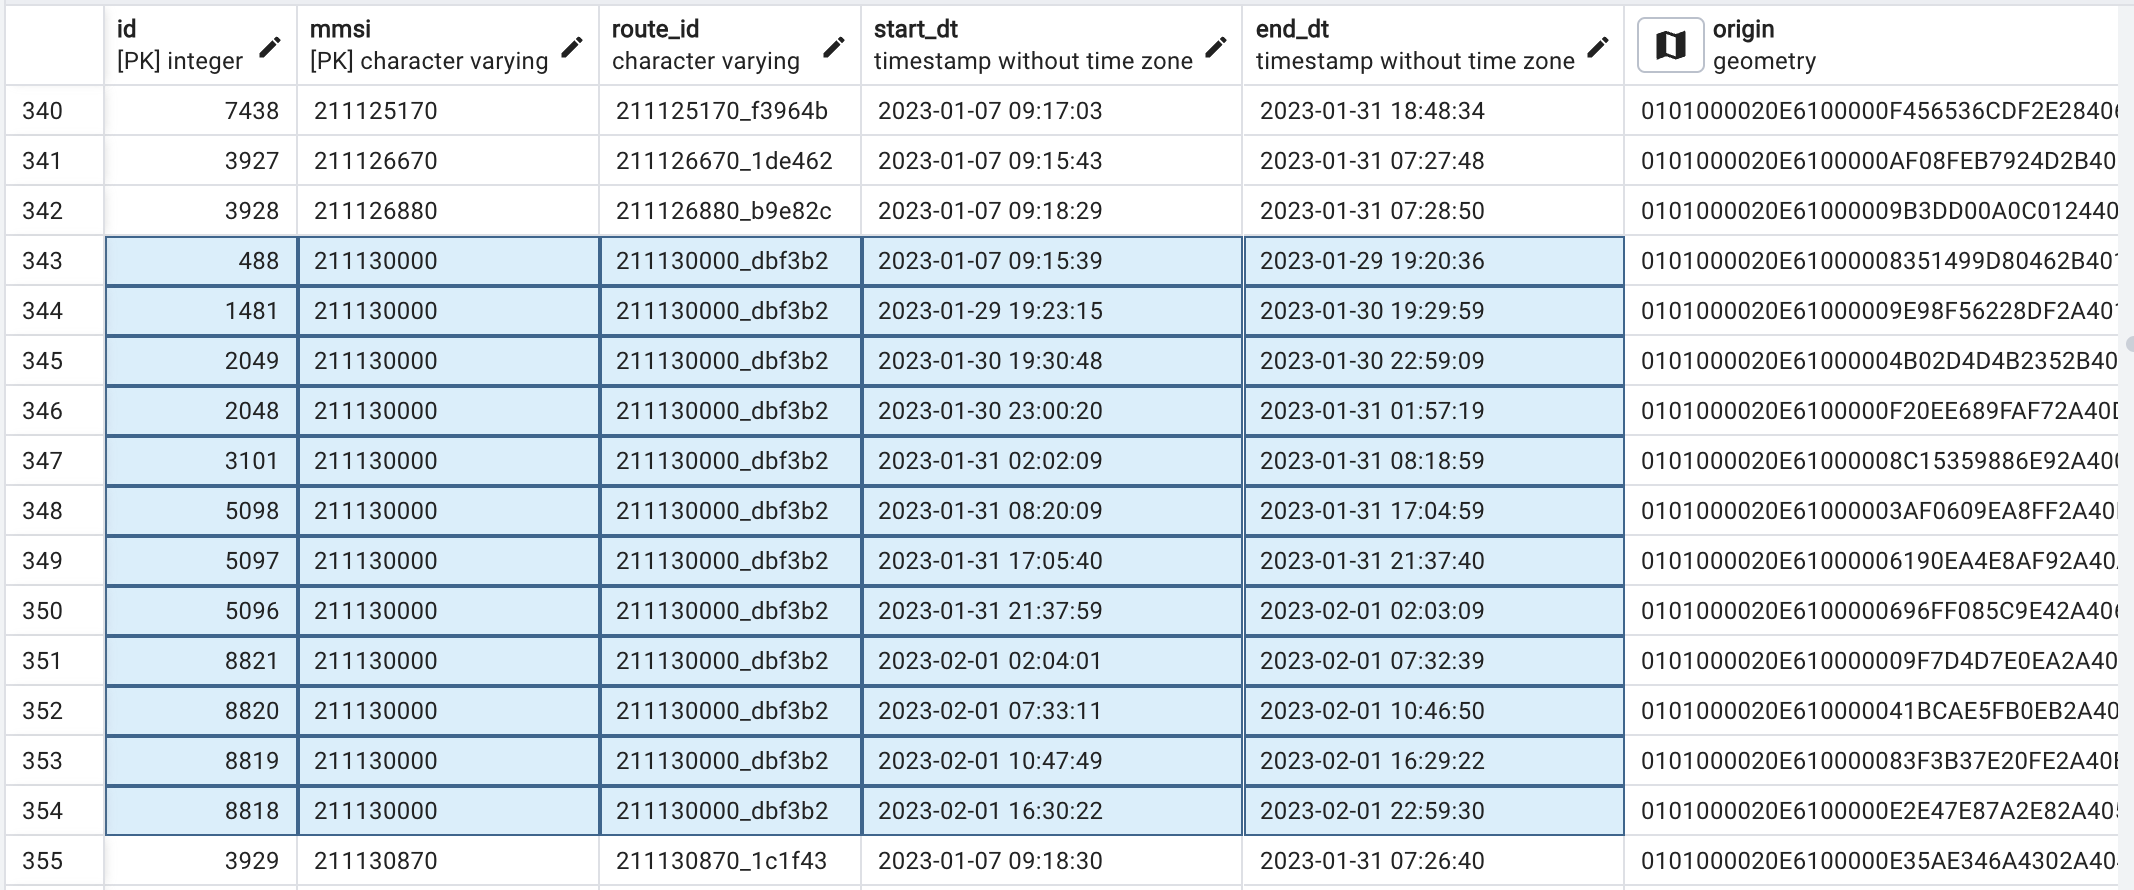 id mmsi route_id start_dt end_dt origin
[PK] integer [PK] character varying character varying timestamp without time zone timestamp without time zone geometry
340 7438 211125170 211125170_f3964b 2023-01-07 09:17:03 2023-01-31 18:48:34 0101000020E6100000F456536CDF2E2840
341 3927 211126670 211126670_1de462 2023-01-07 09:15:43 2023-01-31 07:27:48 0101000020E6100000AF08FEB7924D2B40
342 3928 211126880 211126880_b9e82c 2023-01-07 09:18:29 2023-01-31 07:28:50 0101000020E61000009B3DD00A0C012440
343 488 211130000 211130000_dbf3b2 2023-01-07 09:15:39 2023-01-29 19:20:36 0101000020E61000008351499D80462B40
344 1481 211130000 211130000_dbf3b2 2023-01-29 19:23:15 2023-01-30 19:29:59 0101000020E61000009E98F56228DF2A40
345 2049 211130000 211130000_dbf3b2 2023-01-30 19:30:48 2023-01-30 22:59:09 0101000020E61000004B02D4D4B2352B40
346 2048 211130000 211130000_dbf3b2 2023-01-30 23:00:20 2023-01-31 01:57:19 0101000020E6100000F20EE689FAF72A40
347 3101 211130000 211130000_dbf3b2 2023-01-31 02:02:09 2023-01-31 08:18:59 0101000020E61000008C15359886E92A40
348 5098 211130000 211130000_dbf3b2 2023-01-31 08:20:09 2023-01-31 17:04:59 0101000020E61000003AF0609EA8FF2A40
349 5097 211130000 211130000_dbf3b2 2023-01-31 17:05:40 2023-01-31 21:37:40 0101000020E61000006190EA4E8AF92A40
350 5096 211130000 211130000_dbf3b2 2023-01-31 21:37:59 2023-02-01 02:03:09 0101000020E6100000696FF085C9E42A40
351 8821 211130000 211130000_dbf3b2 2023-02-01 02:04:01 2023-02-01 07:32:39 0101000020E610000009F7D4D7E0EA2A40
352 8820 211130000 211130000_dbf3b2 2023-02-01 07:33:11 2023-02-01 10:46:50 0101000020E610000041BCAE5FB0EB2A40
353 8819 211130000 211130000_dbf3b2 2023-02-01 10:47:49 2023-02-01 16:29:22 0101000020E610000083F3B37E20FE2A40
354 8818 211130000 211130000_dbf3b2 2023-02-01 16:30:22 2023-02-01 22:59:30 0101000020E6100000E2E47E87A2E82A40
355 3929 211130870 211130870_1c1f43 2023-01-07 09:18:30 2023-01-31 07:26:40 0101000020E6100000E35AE346A4302A40